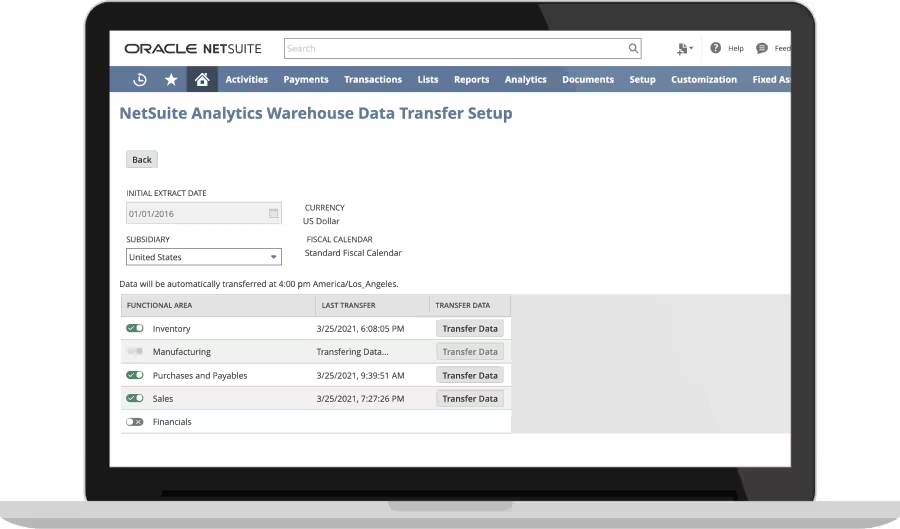 ORACLE NETSUITE
Search
Help
Feed
Activities Payments Transactions Lists Reports Analytics Documents Setup Customization Fixed As
NetSuite Analytics Warehouse Data Transfer Setup
Back
INITIAL EXTRACT DATE
01/01/2016
CURRENCY
US Dollar
SUBSIDIARY
United States
FISCAL CALENDAR
Standard Fiscal Calendar
Data will be automatically transferred at 4:00 pm America/Los_Angeles.
FUNCTIONAL AREA LAST TRANSFER TRANSFER DATA
Inventory 3/25/2021, 6:08:05 PM Transfer Data
Manufacturing Transfering Data... Transfer Data
Purchases and Payables 3/25/2021, 9:39:51 AM Transfer Data
Sales 3/25/2021, 7:27:26 PM Transfer Data
Financials